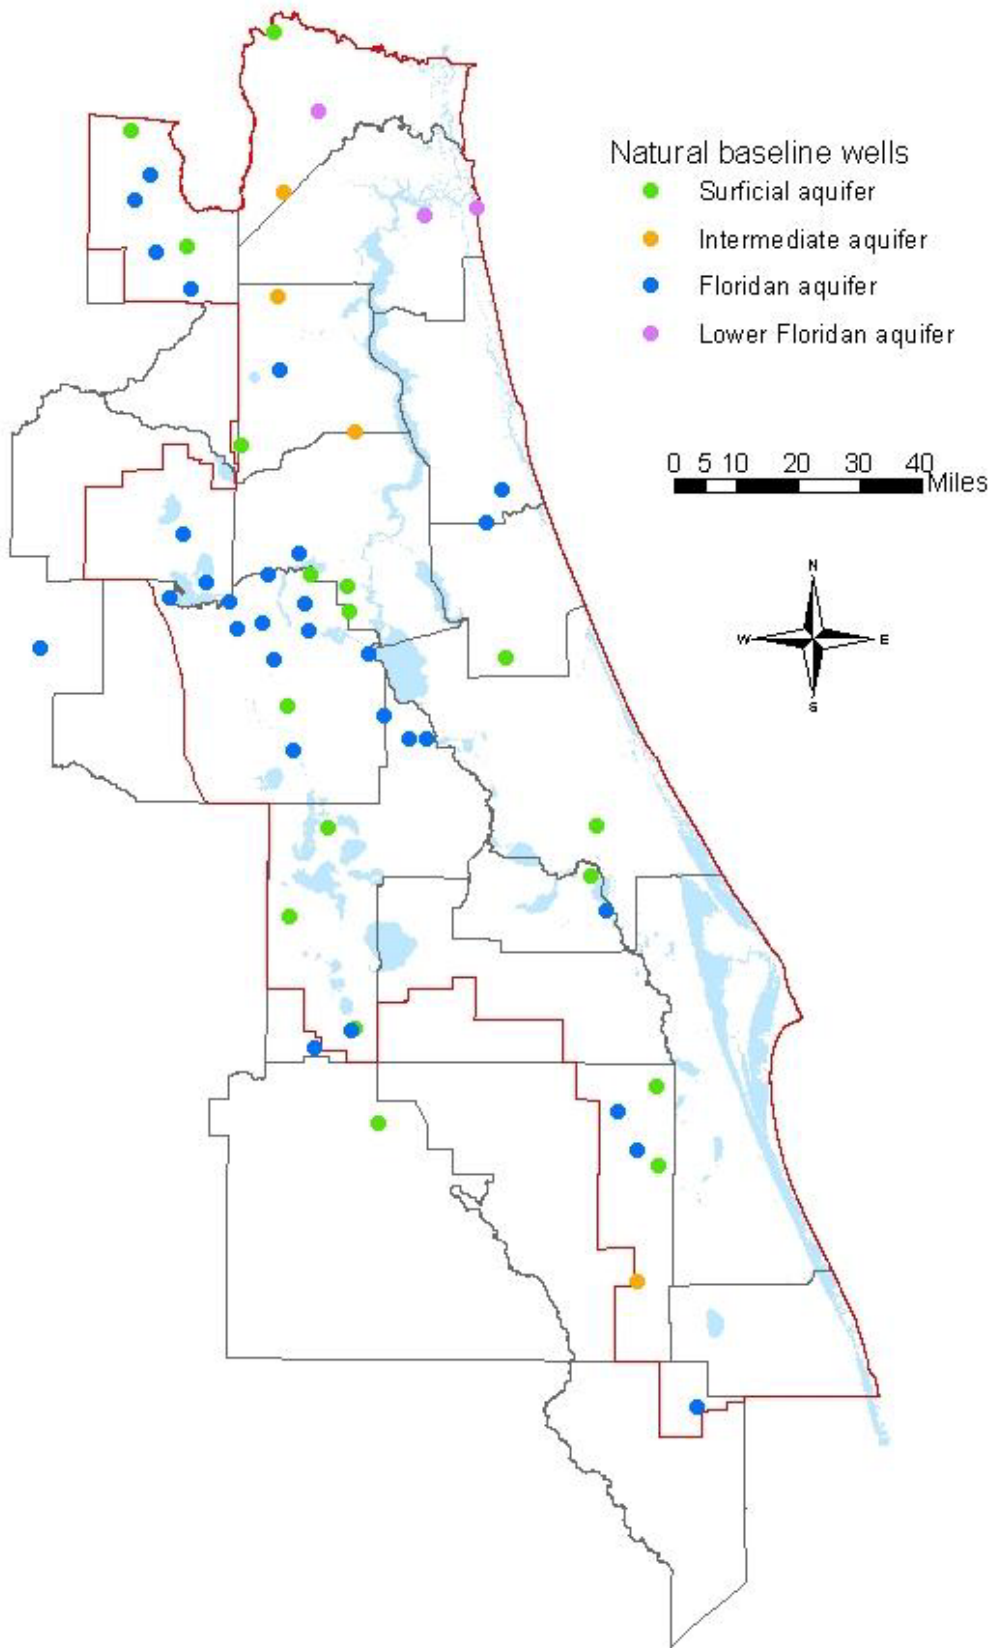 Natural baseline wells
Surficial aquifer
Intermediate aquifer
Floridan aquifer
Lower Floridan aquifer
0 5 10 20 30 40
Miles
N
W E
S